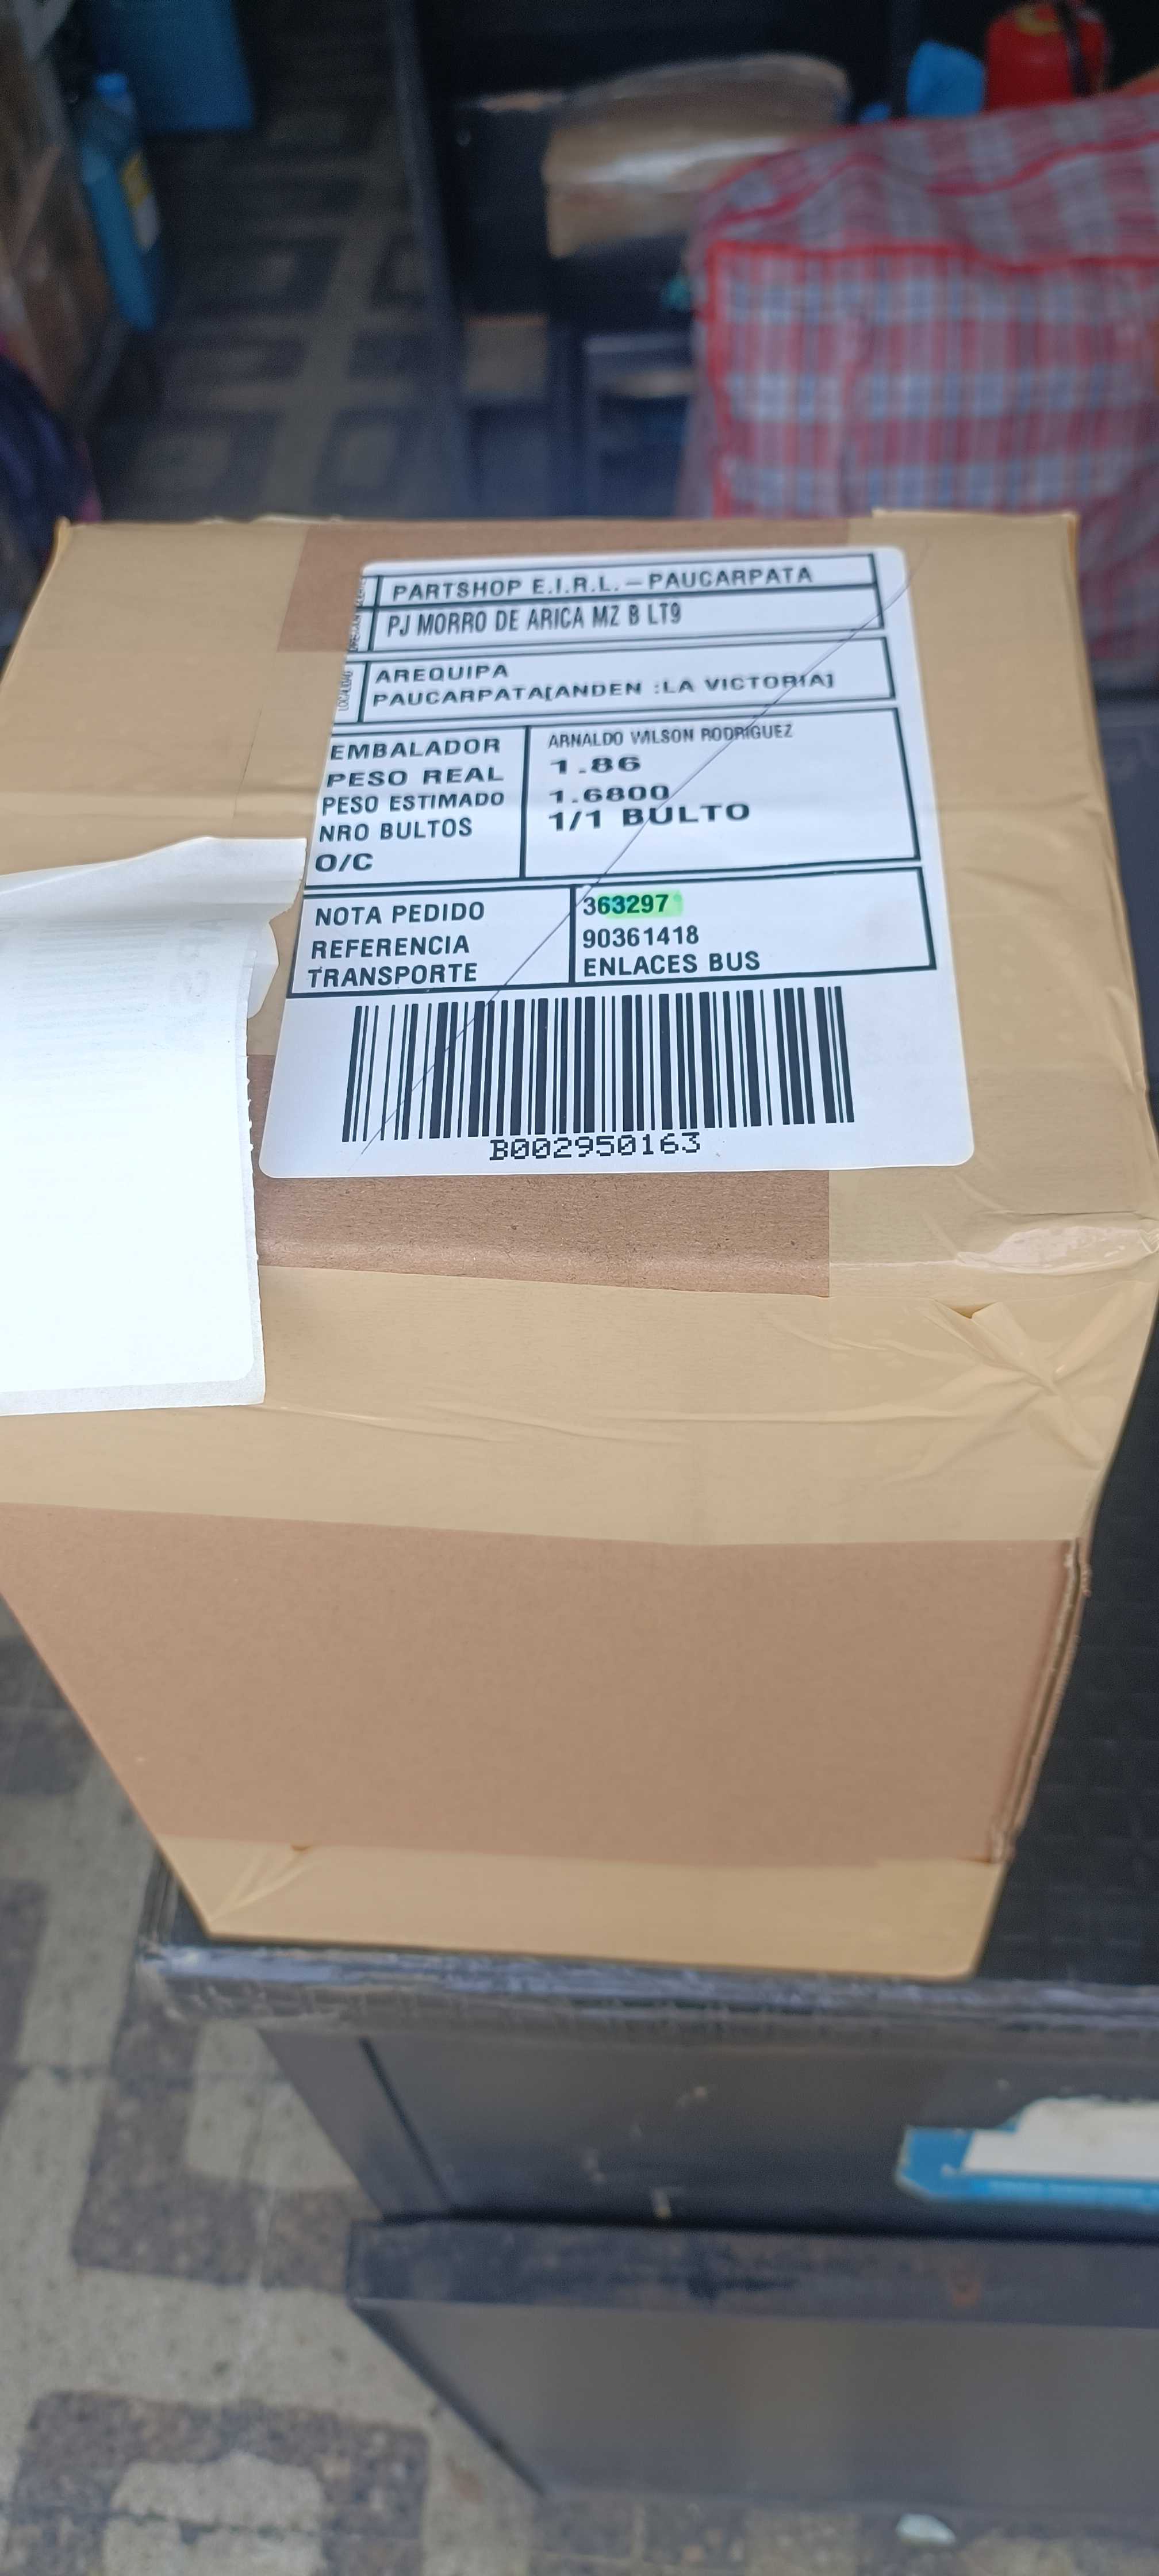 PARTSHOP E.I.R.L. - PAUCARPATA
PJ MORRO DE ARICA MZ B LT9
LOCALIDAD
AREQUIPA
PAUCARPATA[ANDEN :LA VICTORIA]
EMBALADOR ARNALDO WILSON RODRIGUEZ
PESO REAL 1.86
PESO ESTIMADO 1.6800
NRO BULTOS 1/1 BULTO
O/C
NOTA PEDIDO 363297
REFERENCIA 90361418
TRANSPORTE ENLACES BUS
B002950163